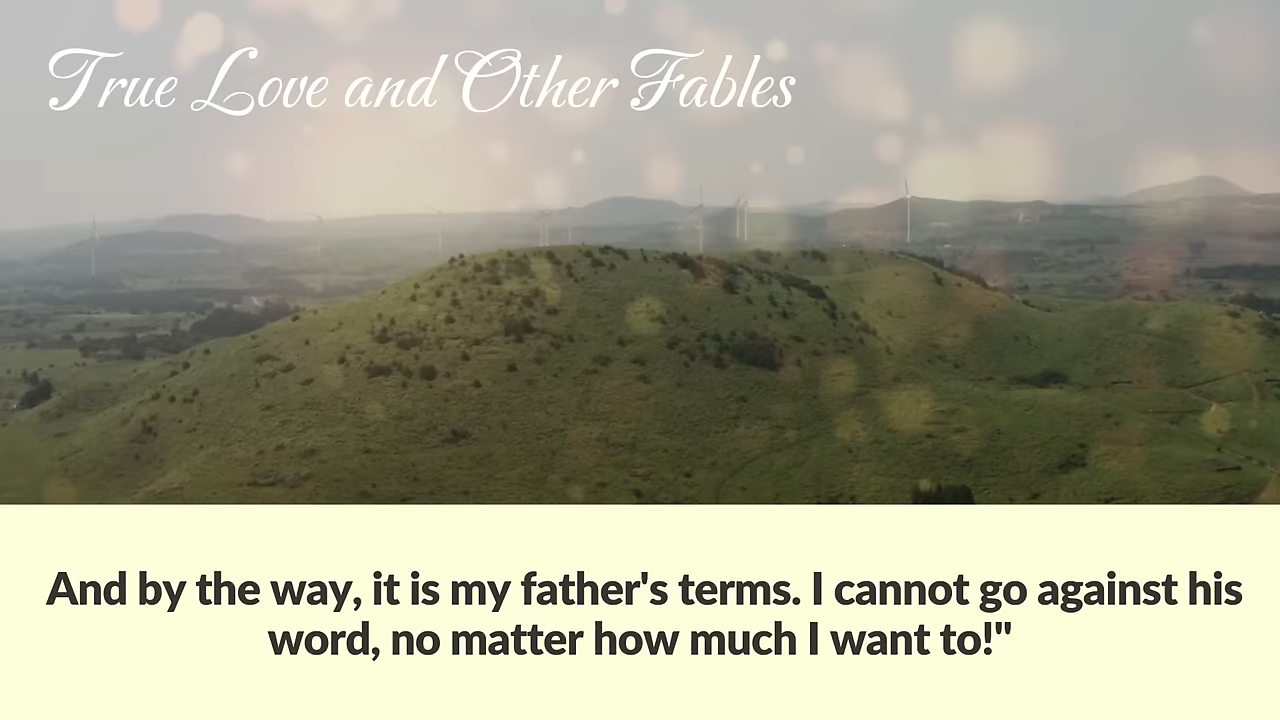 True Love and Other Fables
And by the way, it is my father's terms. I cannot go against his
word, no matter how much I want to!"